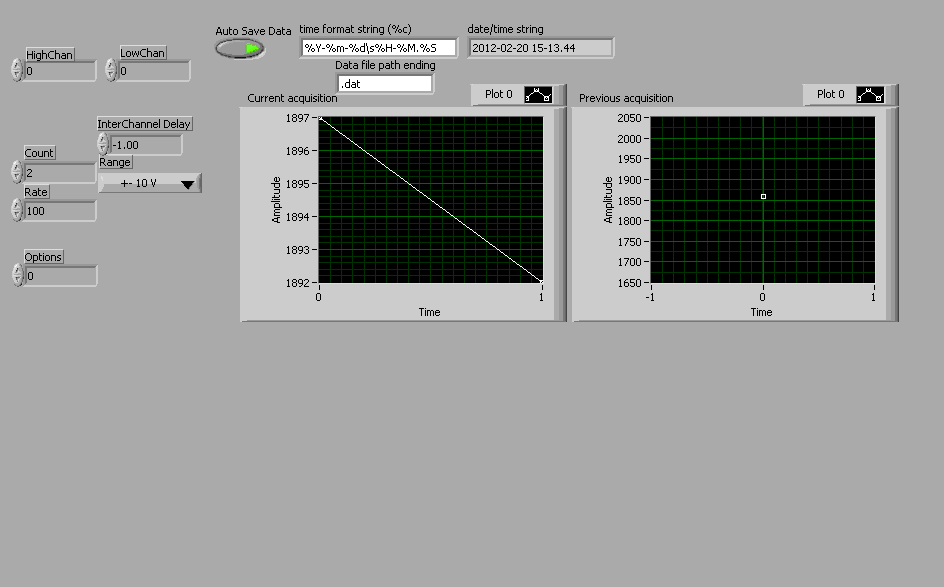 Auto Save Data
time format string (%c)
%Y-%m-%d\s%H-%M.%S
date/time string
2012-02-20 15-13.44
HighChan
0
LowChan
0
Data file path ending
.dat
InterChannel Delay
-1.00
Range
+- 10 V
Count
2
Rate
100
Options
0
Current acquisition
Plot 0
Amplitude
1897
1896
1895
1894
1893
1892
0
1
Time
Previous acquisition
Plot 0
Amplitude
2050
2000
1950
1900
1850
1800
1750
1700
1650
-1
0
1
Time